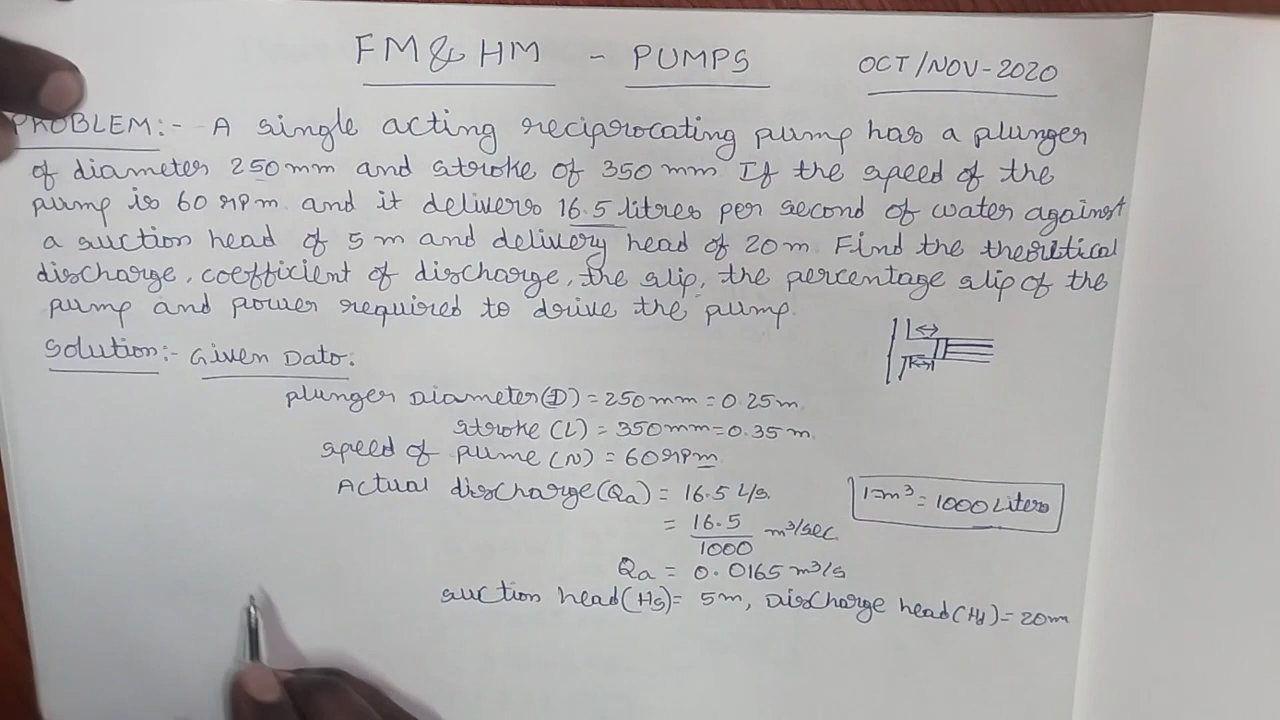 FM & HM - PUMPS OCT/NOV-2020
PROBLEM:- A single acting reciprocating pump has a plunger
of diameter 250mm and stroke of 350 mm If the speed of the
pump is 60 rpm and it delivers 16.5 litres per second of water against
a suction head of 5 m and delivery head of 20m. Find the theoritical
discharge, coefficient of discharge, the slip, the percentage slip of the
pump and power required to drive the pump.
Solution:- Given Data:
plunger Diameter (D) = 250mm = 0.25m.
stroke (L) = 350mm = 0.35m.
speed of pume (N) = 60rpm
Actual discharge (Qa) = 16.5 L/s.
1-m³ = 1000 Liters
= 16.5/1000 m³/sec.
Qa = 0.0165 m³/s
suction head (Hs) = 5m, Discharge head (Hd) = 20m